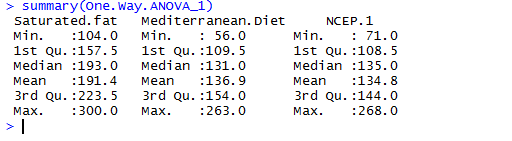 > summary(One.Way.ANOVA_1)
 Saturated.fat   Mediterranean.Diet      NCEP.1
 Min.   :104.0   Min.   : 56.0       Min.   : 71.0
 1st Qu.:157.5   1st Qu.:109.5       1st Qu.:108.5
 Median :193.0   Median :131.0       Median :135.0
 Mean   :191.4   Mean   :136.9       Mean   :134.8
 3rd Qu.:223.5   3rd Qu.:154.0       3rd Qu.:144.0
 Max.   :300.0   Max.   :263.0       Max.   :268.0
>